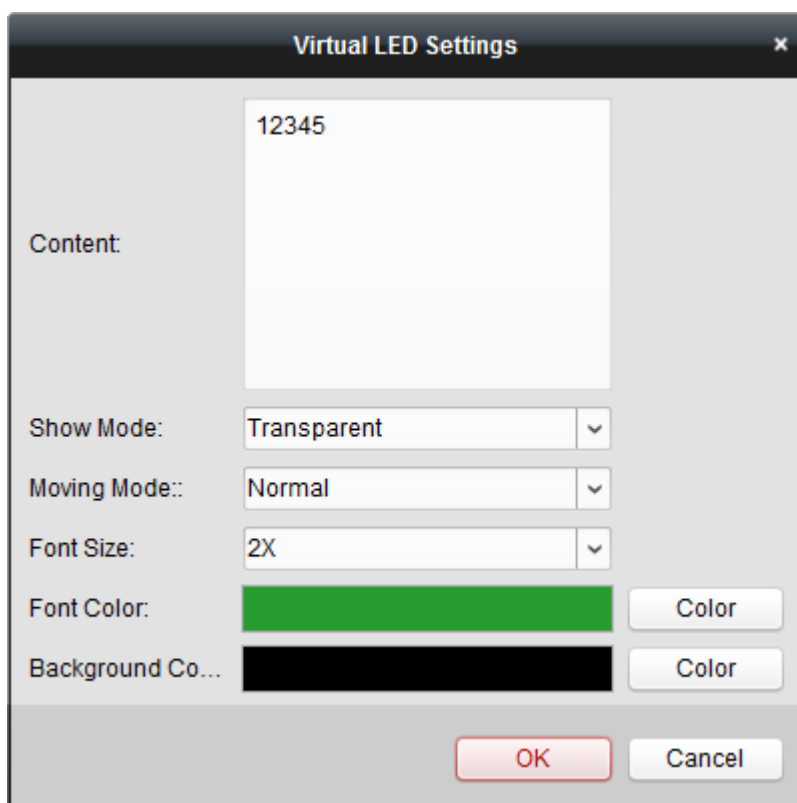 Virtual LED Settings ×
12345
Content:
Show Mode: Transparent
Moving Mode:: Normal
Font Size: 2X
Font Color: Color
Background Co... Color
OK Cancel